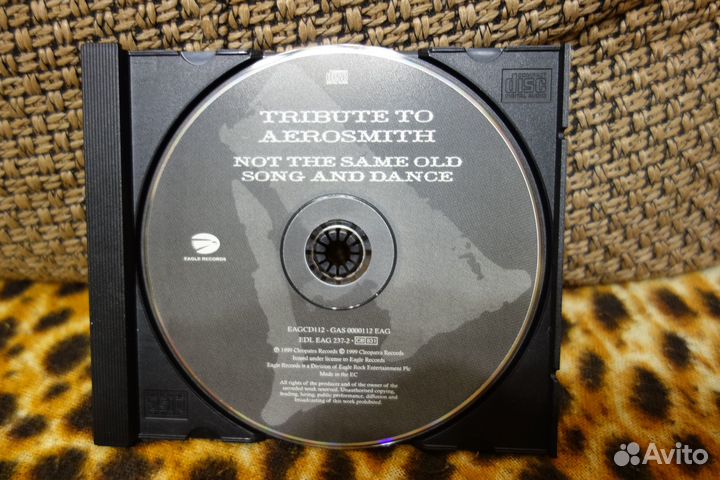 COMPACT
disc
DIGITAL AUDIO
disc
TRIBUTE TO
AEROSMITH
NOT THE SAME OLD
SONG AND DANCE
EAGLE RECORDS
EAGCD112 - GAS 0000112 EAG
EDL EAG 237-2 - GB 831
℗ 1999 Cleopatra Records © 1999 Cleopatra Records
Issued under license to Eagle Records
Eagle Records is a Division of Eagle Rock Entertainment Plc
Made in the EC
All rights of the producer and of the owner of the
recorded work reserved. Unauthorised copying,
lending, hiring, public performance, diffusion and
broadcasting of this work prohibited.
Avito